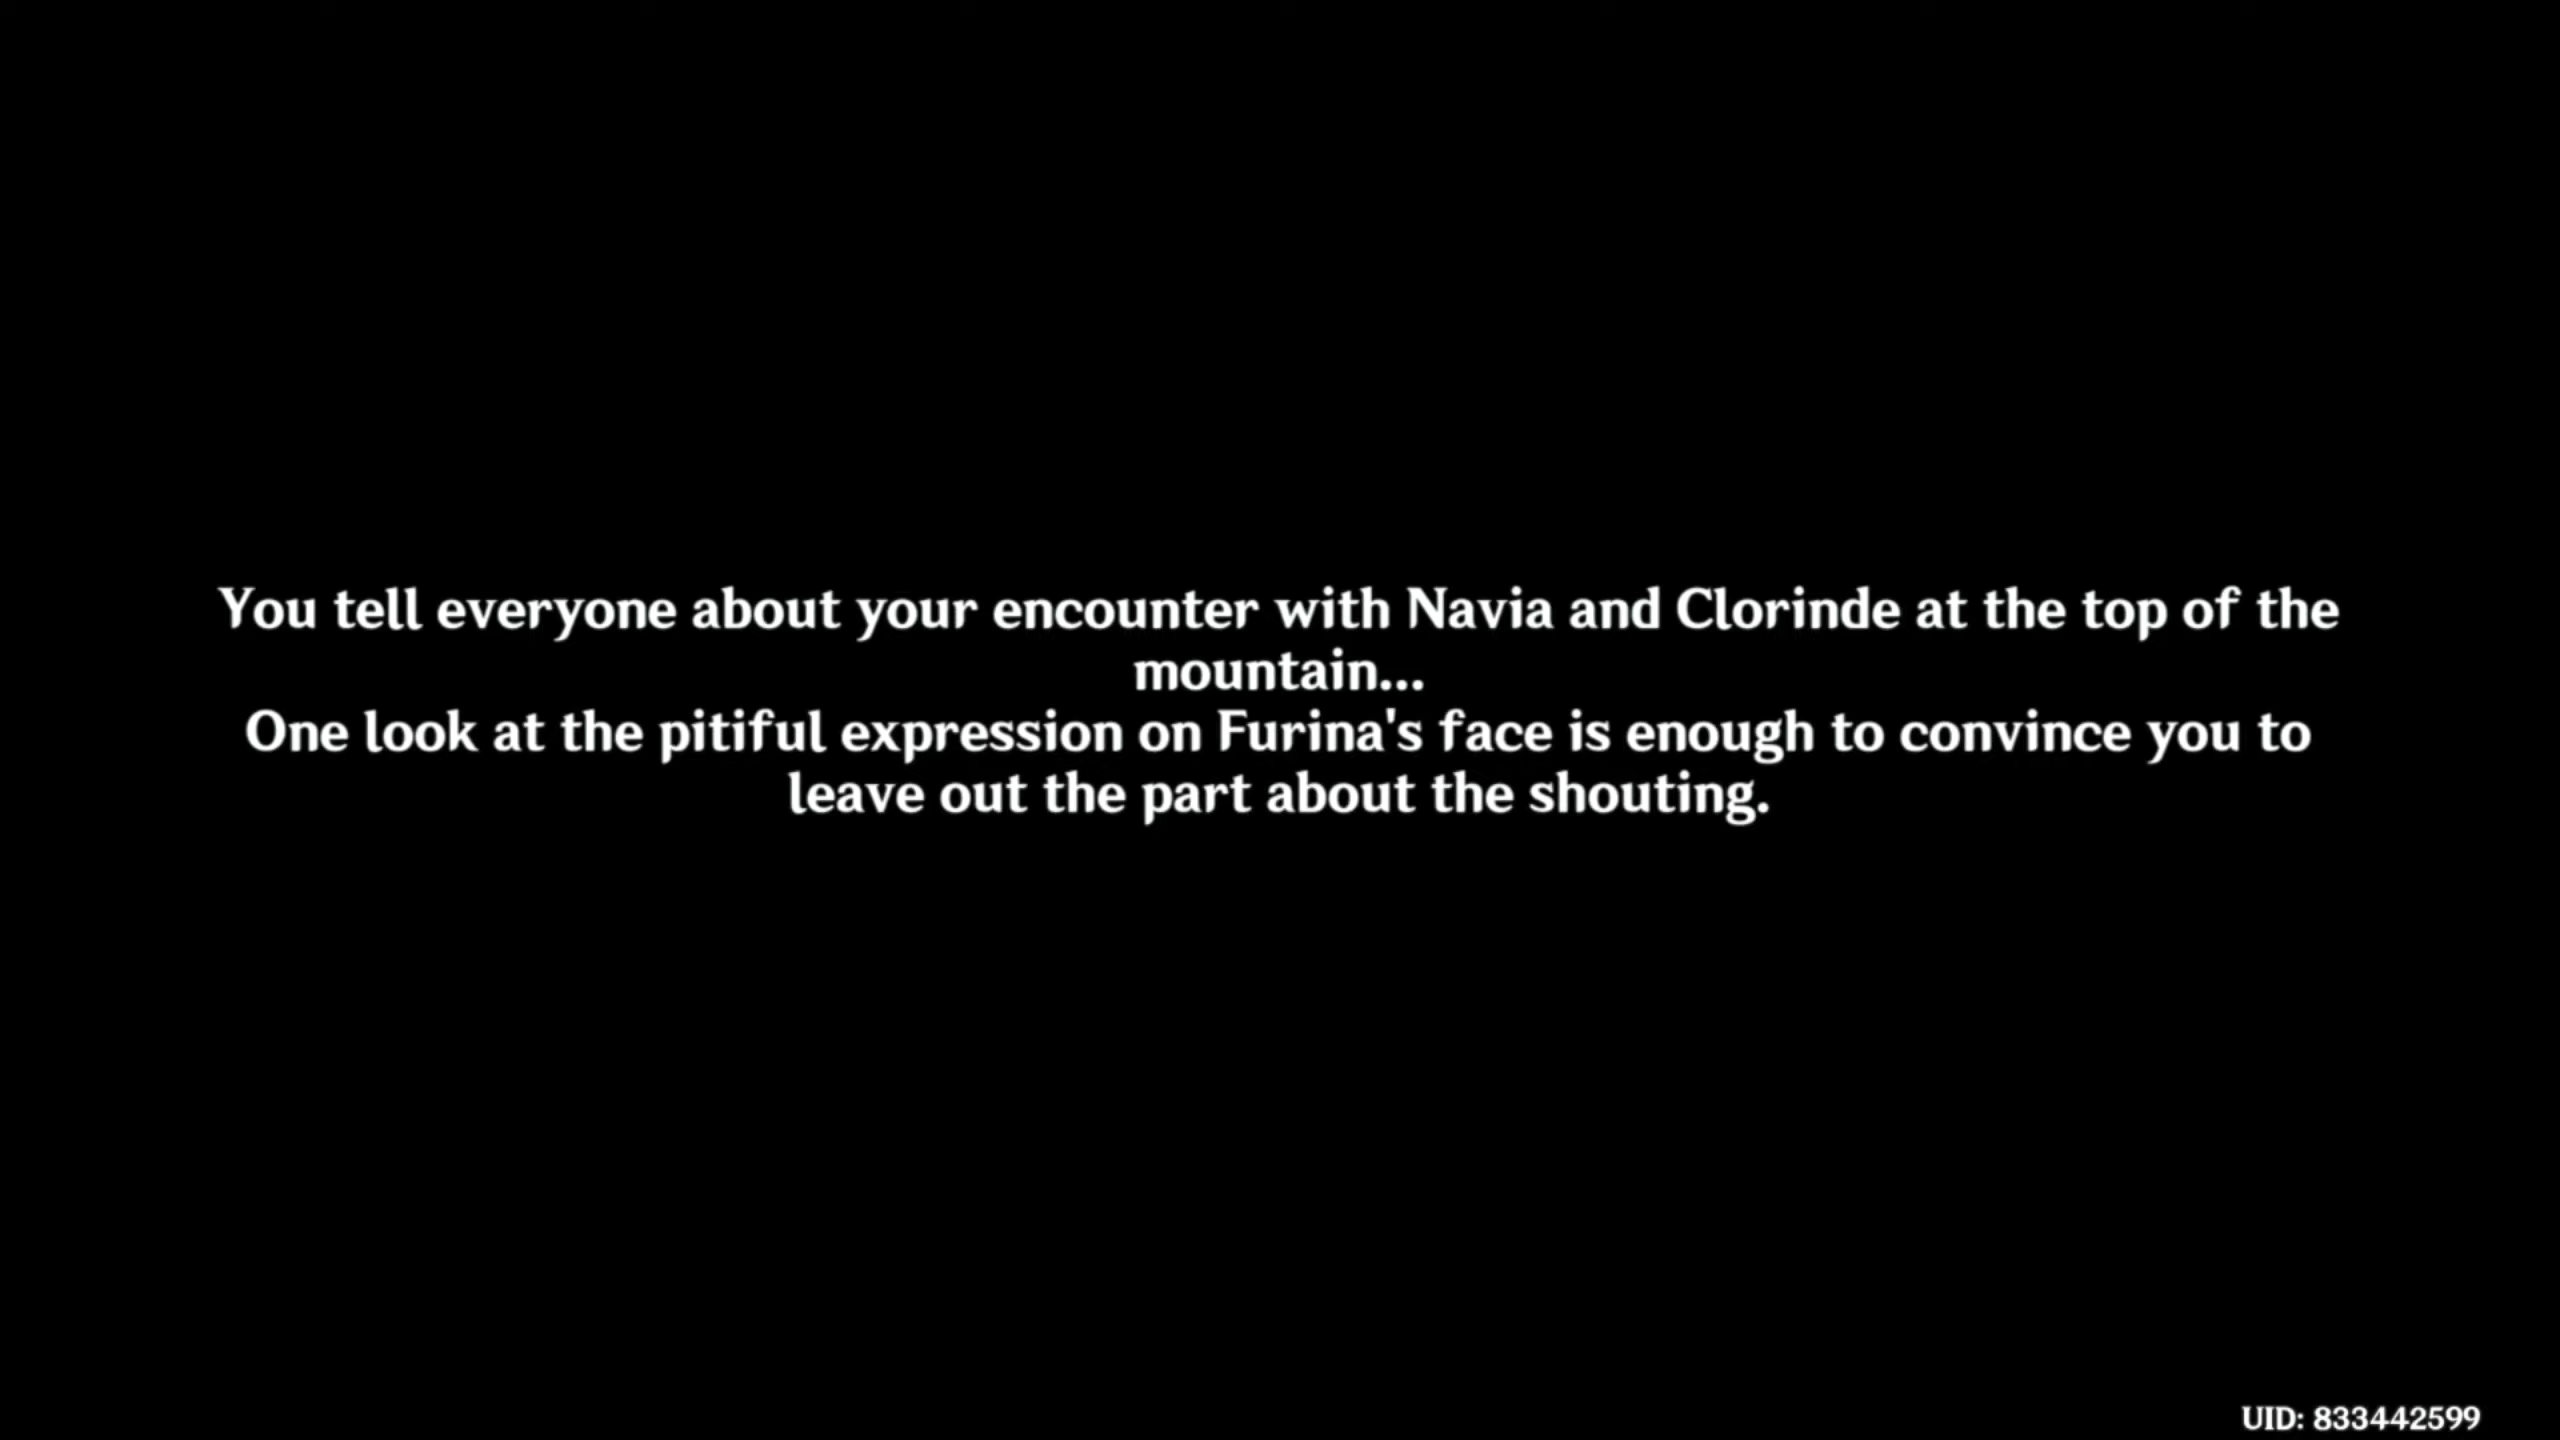 You tell everyone about your encounter with Navia and Clorinde at the top of the
mountain...
One look at the pitiful expression on Furina's face is enough to convince you to
leave out the part about the shouting.
UID: 833442599